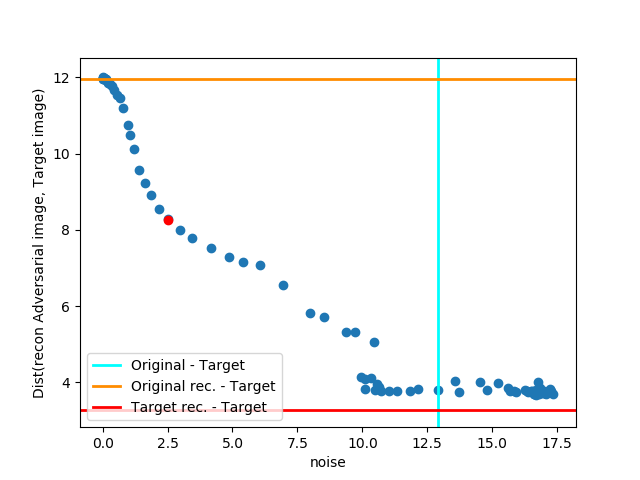 12
10
8
6
4
Dist(recon Adversarial image, Target image)
Original - Target
Original rec. - Target
Target rec. - Target
0.0 2.5 5.0 7.5 10.0 12.5 15.0 17.5
noise